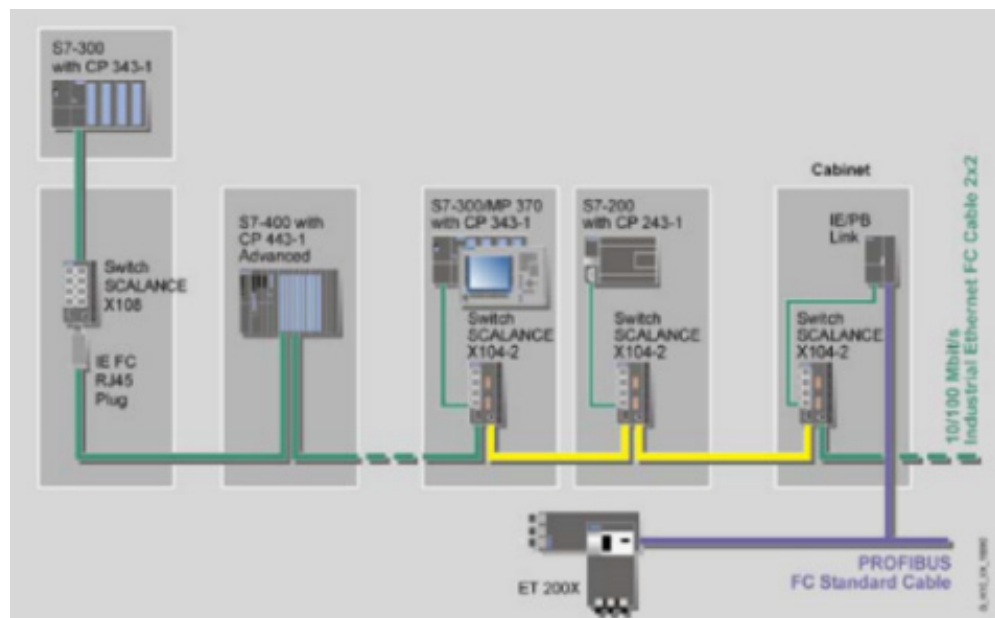 S7-300
with CP 343-1
Switch
SCALANCE
X108
IE FC
RJ45
Plug
S7-400 with
CP 443-1
Advanced
S7-300/MP 370
with CP 343-1
Switch
SCALANCE
X104-2
S7-200
with CP 243-1
Switch
SCALANCE
X104-2
Cabinet
IE/PB
Link
Switch
SCALANCE
X104-2
10/100 Mbit/s
Industrial Ethernet FC Cable 2x2
ET 200X
PROFIBUS
FC Standard Cable